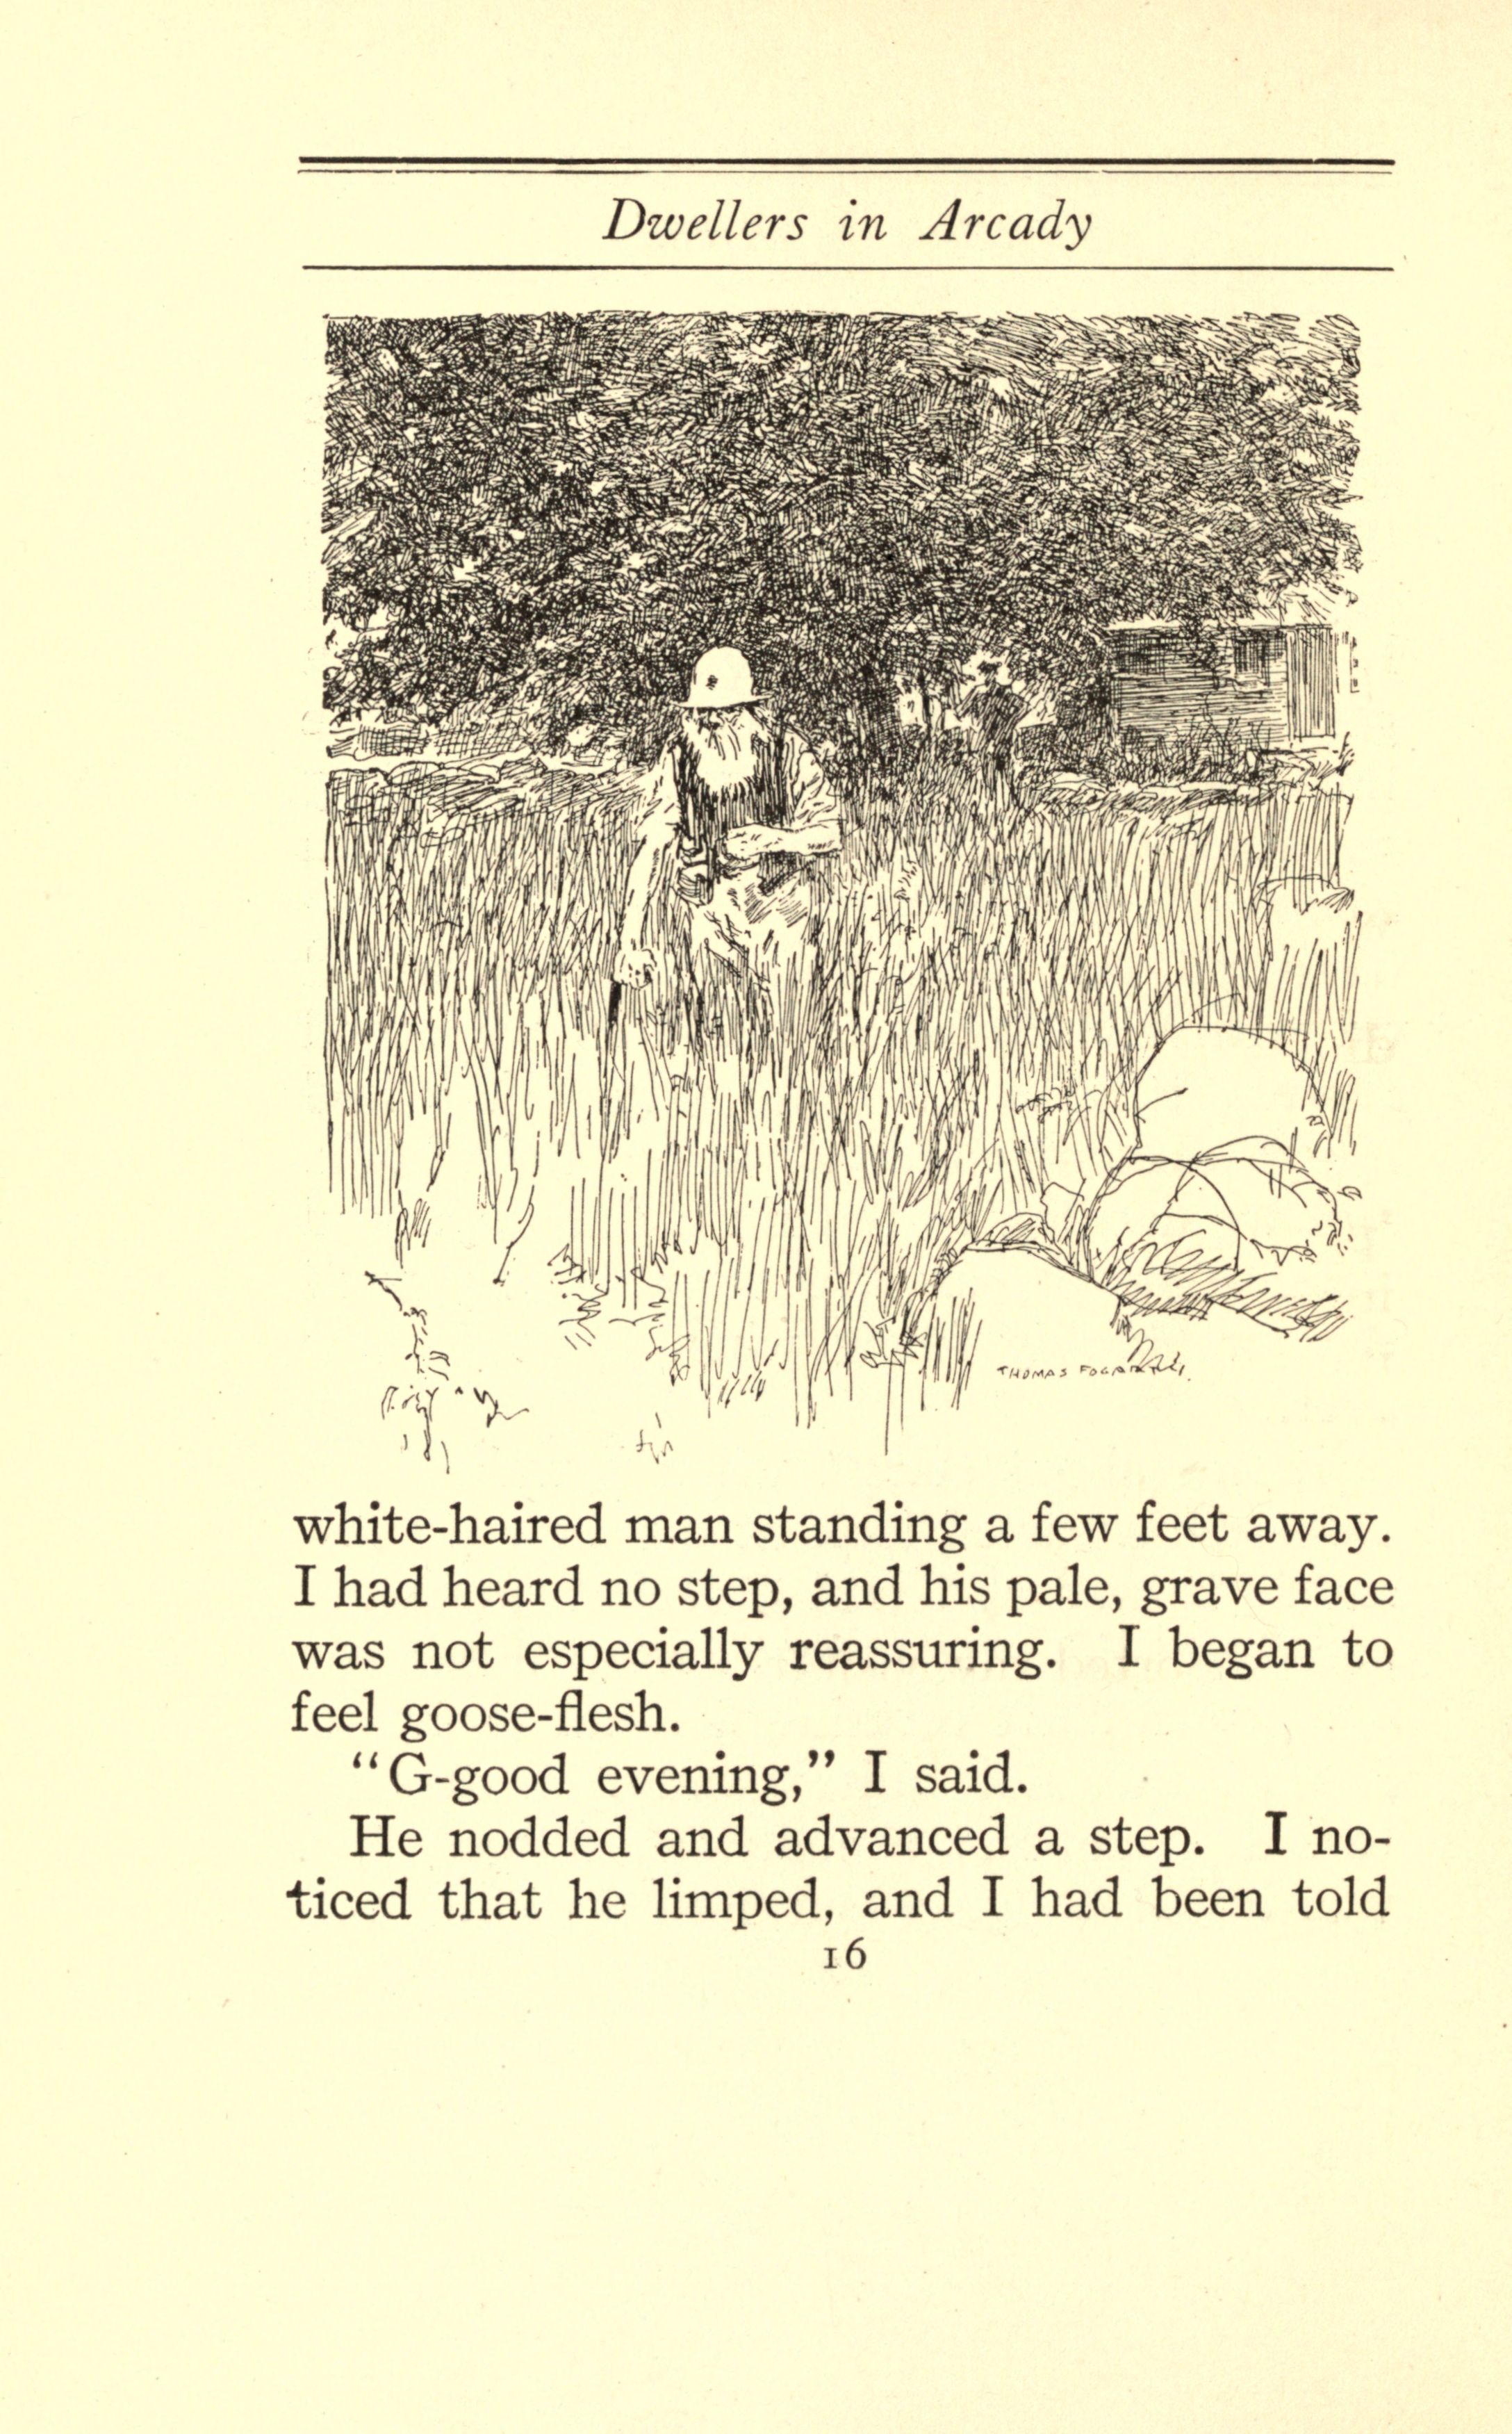 Dwellers in Arcady
THOMAS FOGARTY
white-haired man standing a few feet away.
I had heard no step, and his pale, grave face
was not especially reassuring. I began to
feel goose-flesh.
“G-good evening,” I said.
He nodded and advanced a step. I no-
ticed that he limped, and I had been told
16